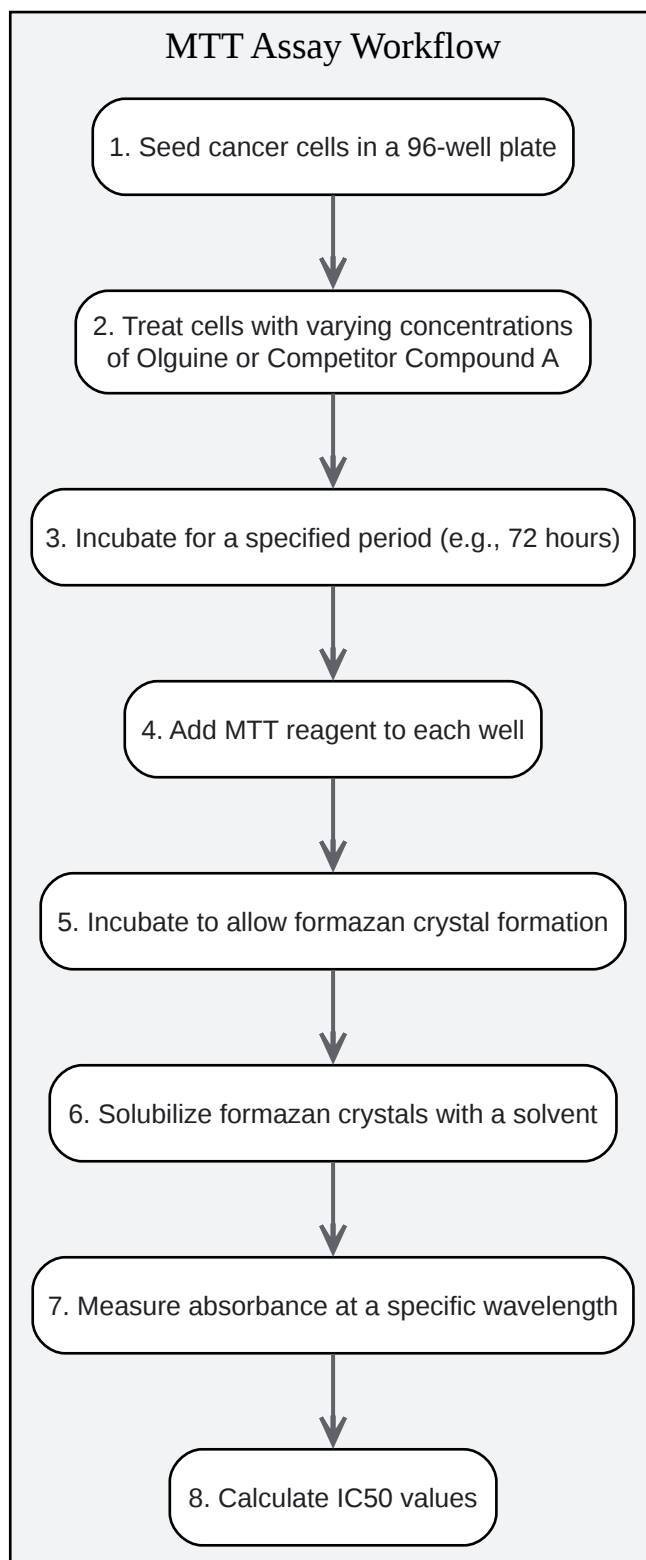 MTT Assay Workflow
1. Seed cancer cells in a 96-well plate
2. Treat cells with varying concentrations
of Olguine or Competitor Compound A
3. Incubate for a specified period (e.g., 72 hours)
4. Add MTT reagent to each well
5. Incubate to allow formazan crystal formation
6. Solubilize formazan crystals with a solvent
7. Measure absorbance at a specific wavelength
8. Calculate IC50 values